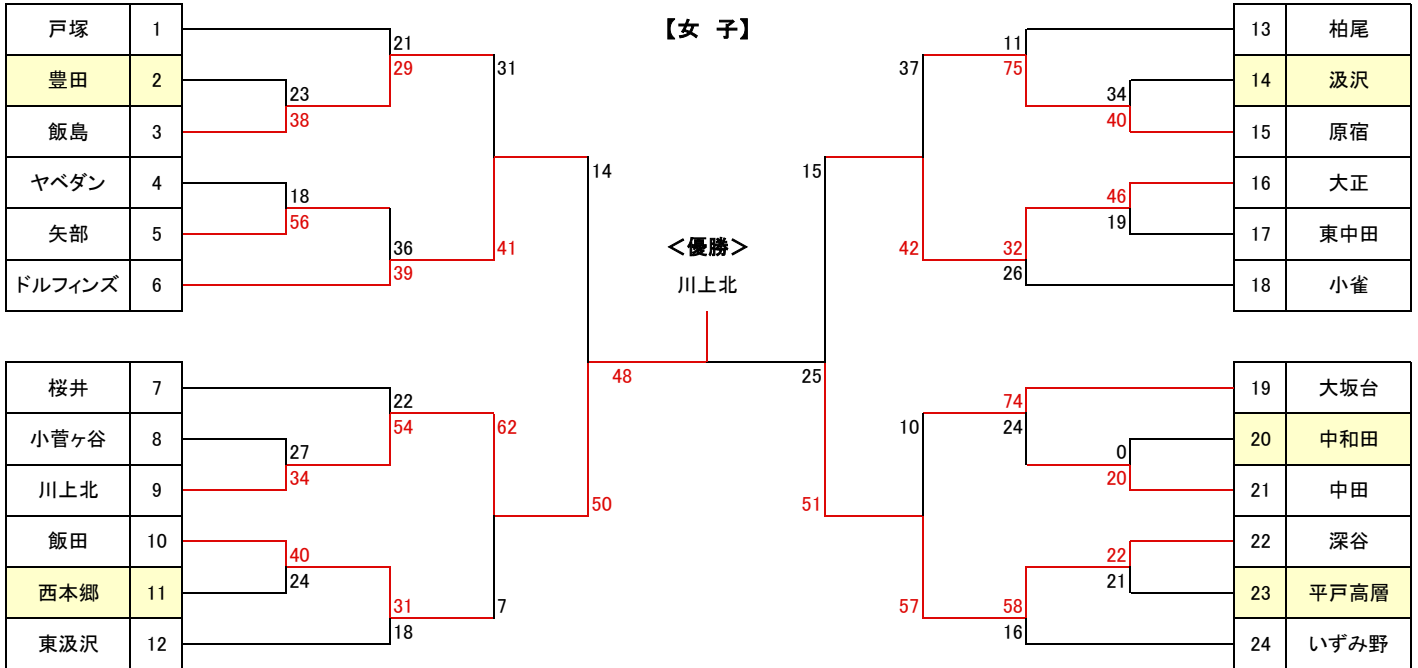 【女 子】
戸塚 1
豊田 2
飯島 3
ヤベダン 4
矢部 5
ドルフィンズ 6
21
29
23
38
31
18
56
36
39
41
14
桜井 7
小菅ヶ谷 8
川上北 9
飯田 10
西本郷 11
東汲沢 12
22
54
27
34
62
40
24
31
18
7
50
48
＜優勝＞
川上北
25
13 柏尾
14 汲沢
15 原宿
16 大正
17 東中田
18 小雀
11
75
34
40
37
46
19
32
26
42
15
19 大坂台
20 中和田
21 中田
22 深谷
23 平戸高層
24 いずみ野
74
24
0
20
10
22
21
58
16
57
51